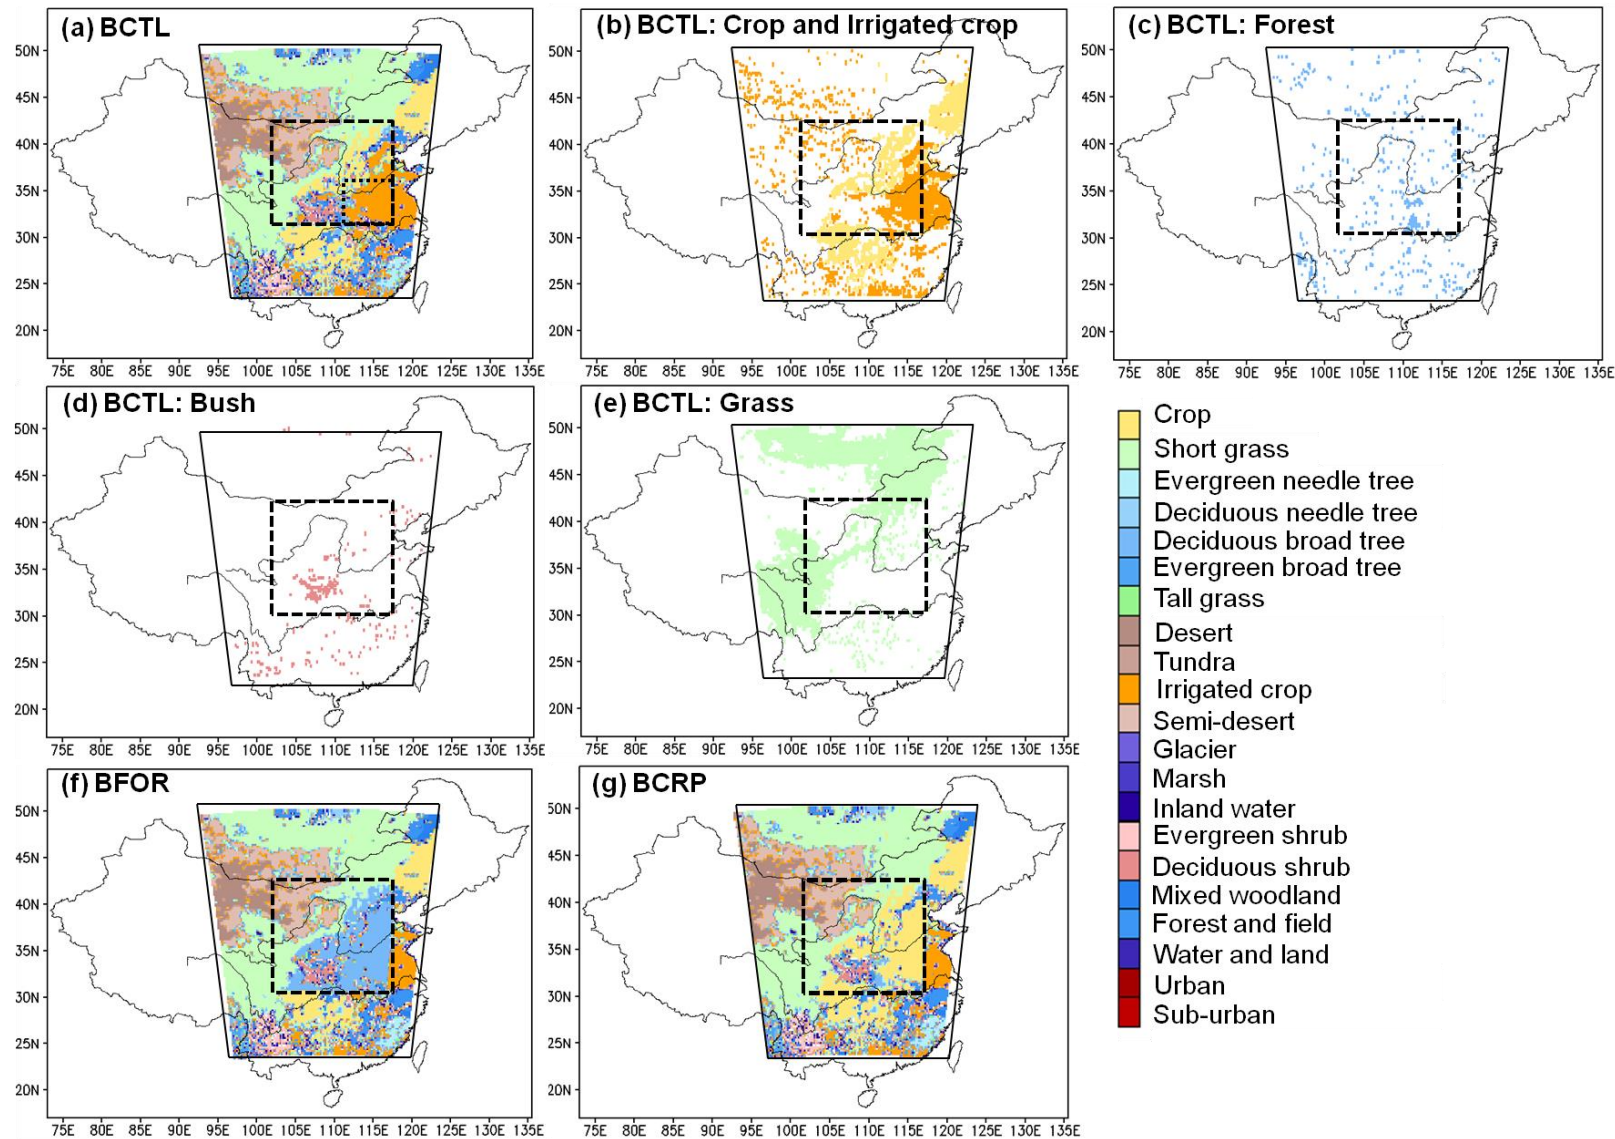 (a) BCTL
50N
45N
40N
35N
30N
25N
20N
75E 80E 85E 90E 95E 100E 105E 110E 115E 120E 125E 130E 135E
(b) BCTL: Crop and Irrigated crop
50N
45N
40N
35N
30N
25N
20N
75E 80E 85E 90E 95E 100E 105E 110E 115E 120E 125E 130E 135E
(c) BCTL: Forest
50N
45N
40N
35N
30N
25N
20N
75E 80E 85E 90E 95E 100E 105E 110E 115E 120E 125E 130E 135E
(d) BCTL: Bush
50N
45N
40N
35N
30N
25N
20N
75E 80E 85E 90E 95E 100E 105E 110E 115E 120E 125E 130E 135E
(e) BCTL: Grass
50N
45N
40N
35N
30N
25N
20N
75E 80E 85E 90E 95E 100E 105E 110E 115E 120E 125E 130E 135E
Crop
Short grass
Evergreen needle tree
Deciduous needle tree
Deciduous broad tree
Evergreen broad tree
Tall grass
Desert
Tundra
Irrigated crop
Semi-desert
Glacier
Marsh
Inland water
Evergreen shrub
Deciduous shrub
Mixed woodland
Forest and field
Water and land
Urban
Sub-urban
(f) BFOR
50N
45N
40N
35N
30N
25N
20N
75E 80E 85E 90E 95E 100E 105E 110E 115E 120E 125E 130E 135E
(g) BCRP
50N
45N
40N
35N
30N
25N
20N
75E 80E 85E 90E 95E 100E 105E 110E 115E 120E 125E 130E 135E